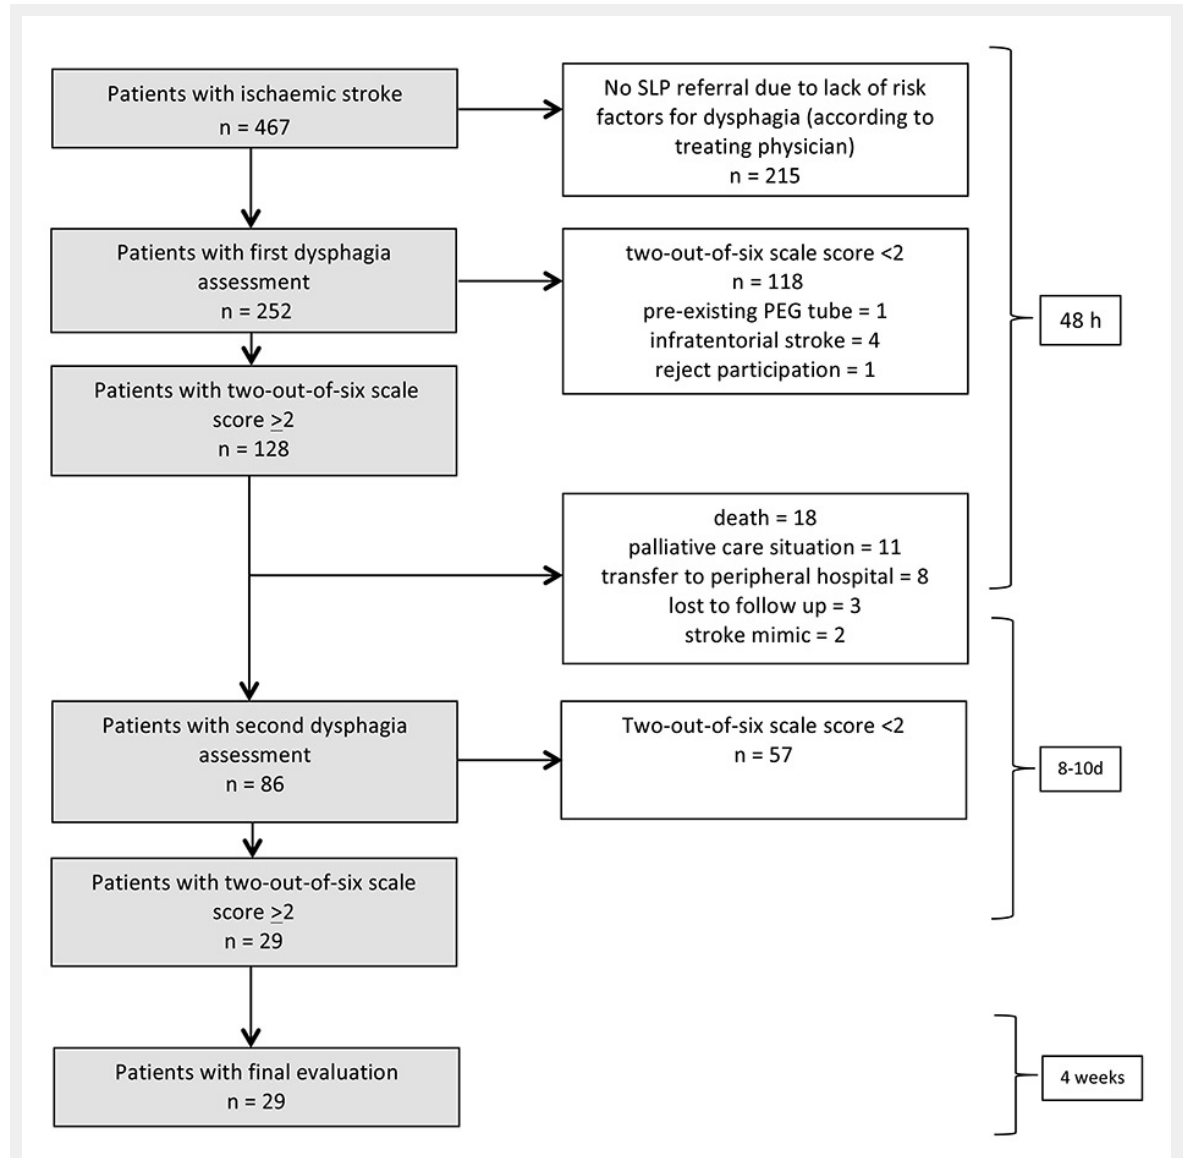 Patients with ischaemic stroke
n = 467
No SLP referral due to lack of risk
factors for dysphagia (according to
treating physician)
n = 215
Patients with first dysphagia
assessment
n = 252
two-out-of-six scale score <2
n = 118
pre-existing PEG tube = 1
infratentorial stroke = 4
reject participation = 1
48 h
Patients with two-out-of-six scale
score ≥2
n = 128
death = 18
palliative care situation = 11
transfer to peripheral hospital = 8
lost to follow up = 3
stroke mimic = 2
Patients with second dysphagia
assessment
n = 86
Two-out-of-six scale score <2
n = 57
8-10d
Patients with two-out-of-six scale
score ≥2
n = 29
Patients with final evaluation
n = 29
4 weeks